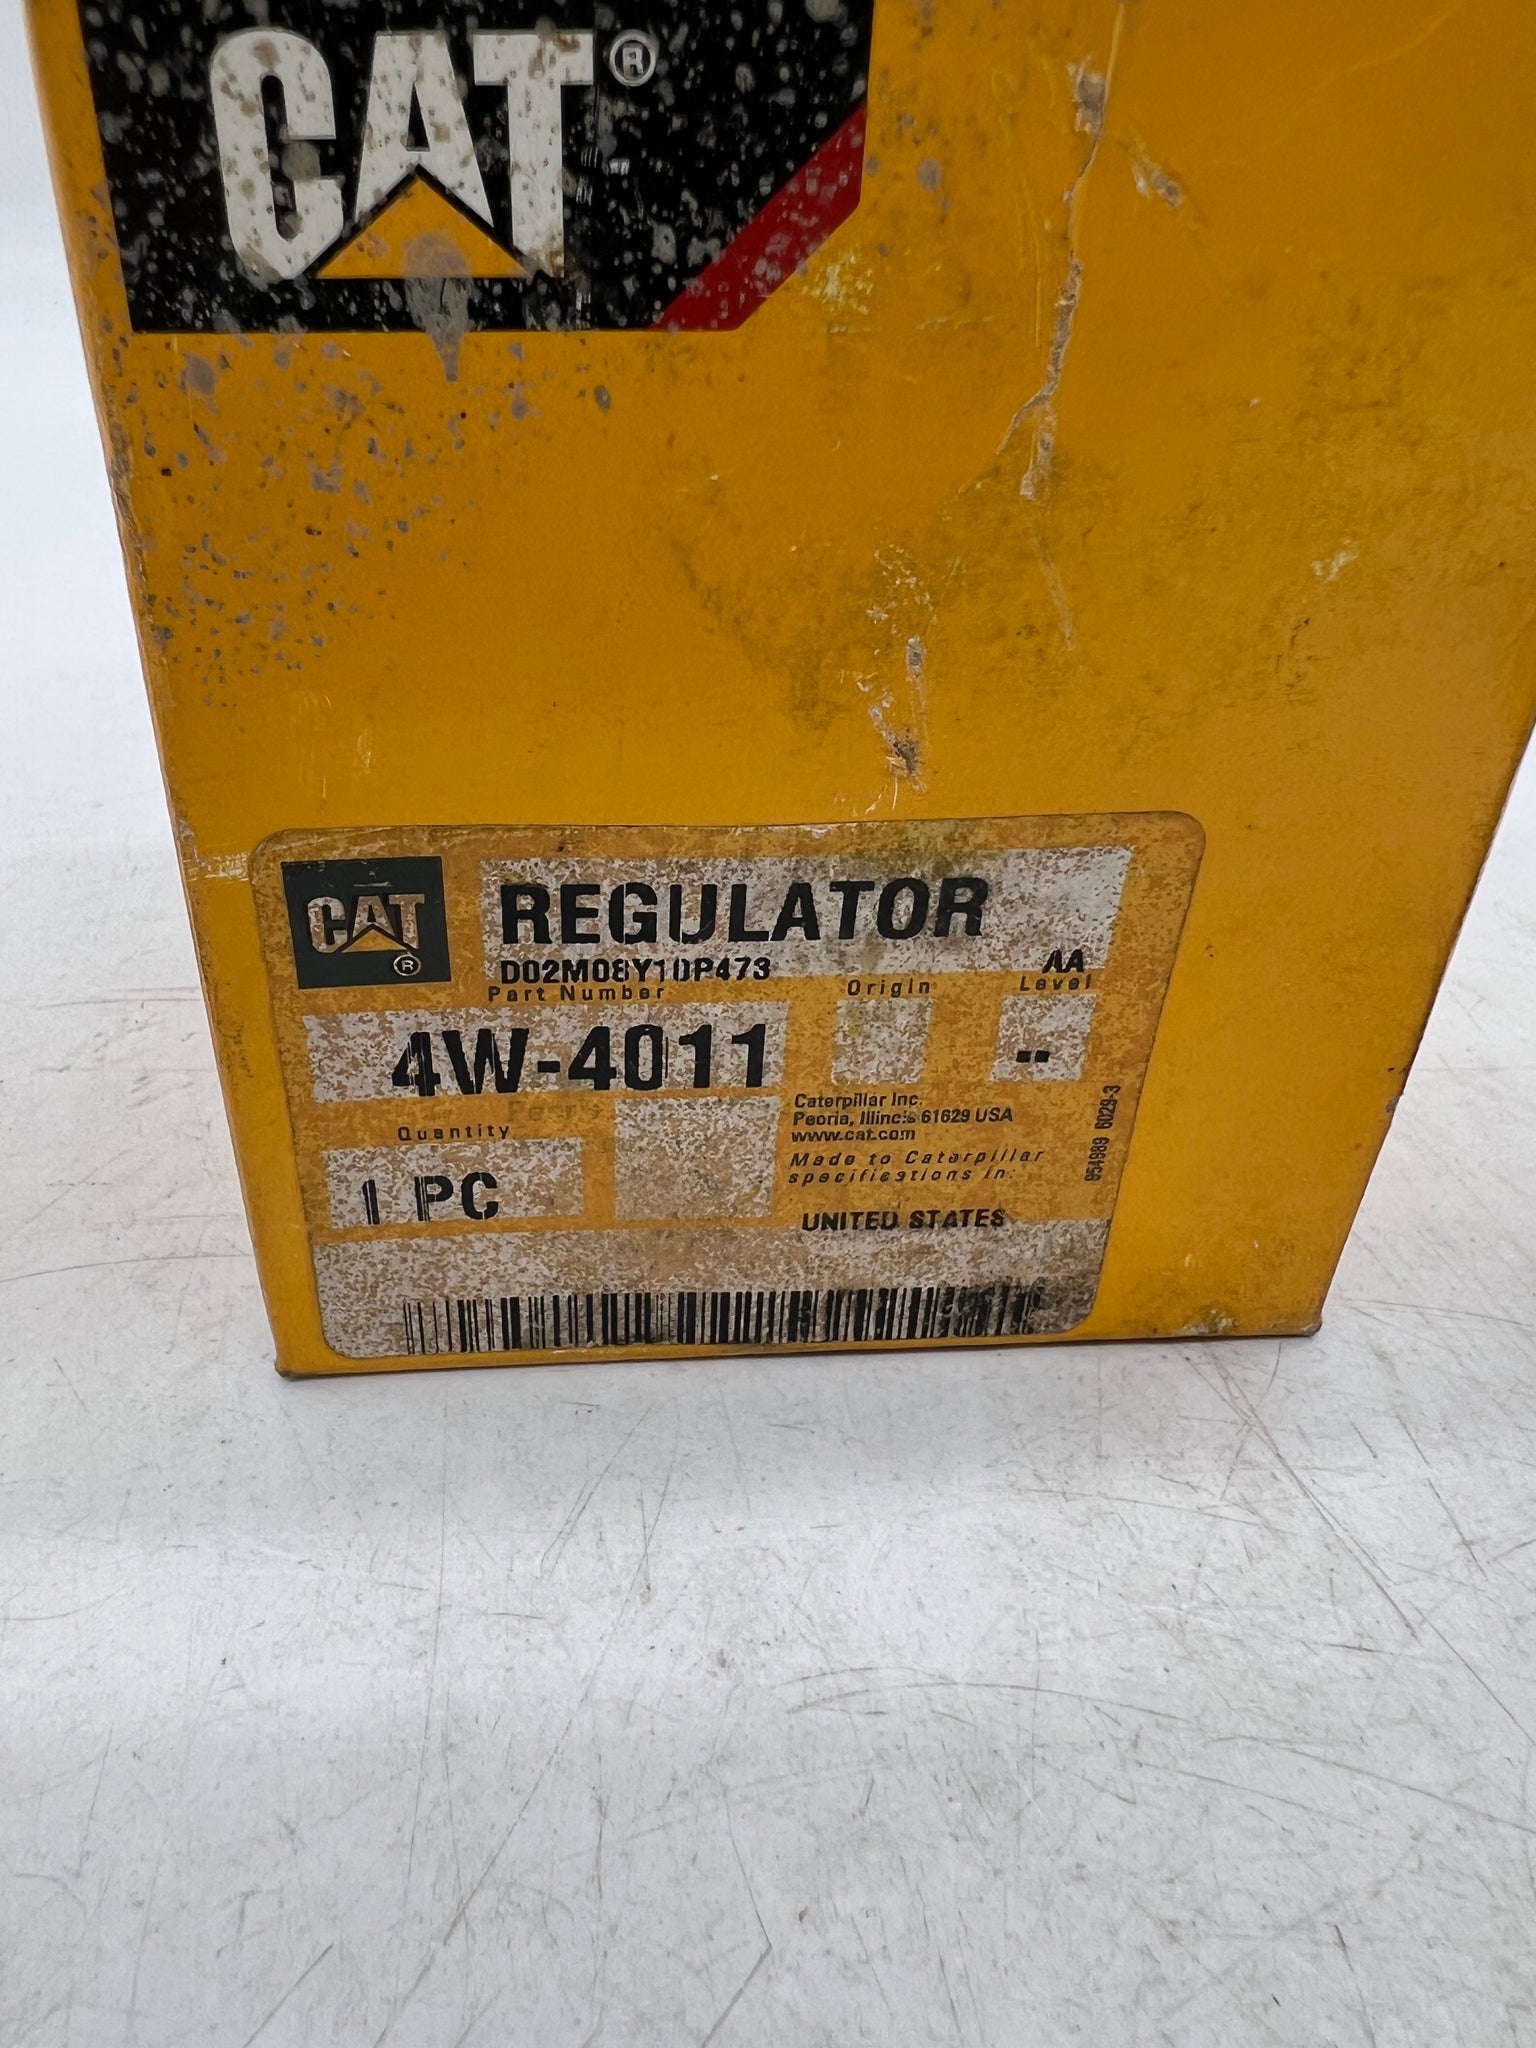 CAT®
CAT®
REGULATOR
D02M08Y10P473
AA
Part Number
Origin
Level
4W-4011
--
Quantity
1 PC
Caterpillar Inc.
Peoria, Illinois 61629 USA
www.cat.com
Made to Caterpillar
specifications in:
UNITED STATES
954989 6029-3